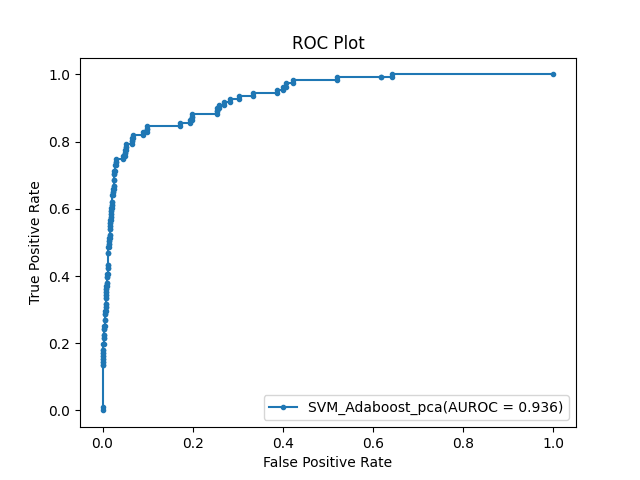 ROC Plot
1.0
0.8
0.6
0.4
0.2
0.0
True Positive Rate
SVM_Adaboost_pca(AUROC = 0.936)
0.0 0.2 0.4 0.6 0.8 1.0
False Positive Rate